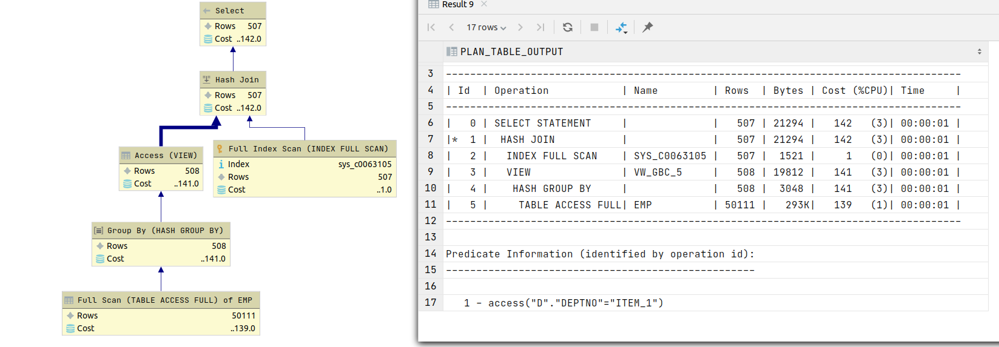 Select
Rows 507
Cost ..142.0
Hash Join
Rows 507
Cost ..142.0
Access (VIEW)
Rows 508
Cost ..141.0
Full Index Scan (INDEX FULL SCAN)
Index sys_c0063105
Rows 507
Cost ..1.0
Group By (HASH GROUP BY)
Rows 508
Cost ..141.0
Full Scan (TABLE ACCESS FULL) of EMP
Rows 50111
Cost ..139.0
Result 9
17 rows
PLAN_TABLE_OUTPUT
3 -------------------------------------------------------------------------------------
4 | Id  | Operation            | Name         | Rows  | Bytes | Cost (%CPU)| Time     |
5 -------------------------------------------------------------------------------------
6 |   0 | SELECT STATEMENT     |              |   507 | 21294 |   142   (3)| 00:00:01 |
7 |*  1 |  HASH JOIN           |              |   507 | 21294 |   142   (3)| 00:00:01 |
8 |   2 |   INDEX FULL SCAN    | SYS_C0063105 |   507 |  1521 |     1   (0)| 00:00:01 |
9 |   3 |   VIEW               | VW_GBC_5     |   508 | 19812 |   141   (3)| 00:00:01 |
10 |   4 |    HASH GROUP BY     |              |   508 |  3048 |   141   (3)| 00:00:01 |
11 |   5 |     TABLE ACCESS FULL| EMP          | 50111 |   293K|   139   (1)| 00:00:01 |
12 -------------------------------------------------------------------------------------
13
14 Predicate Information (identified by operation id):
15 ---------------------------------------------------
16
17    1 - access("D"."DEPTNO"="ITEM_1")